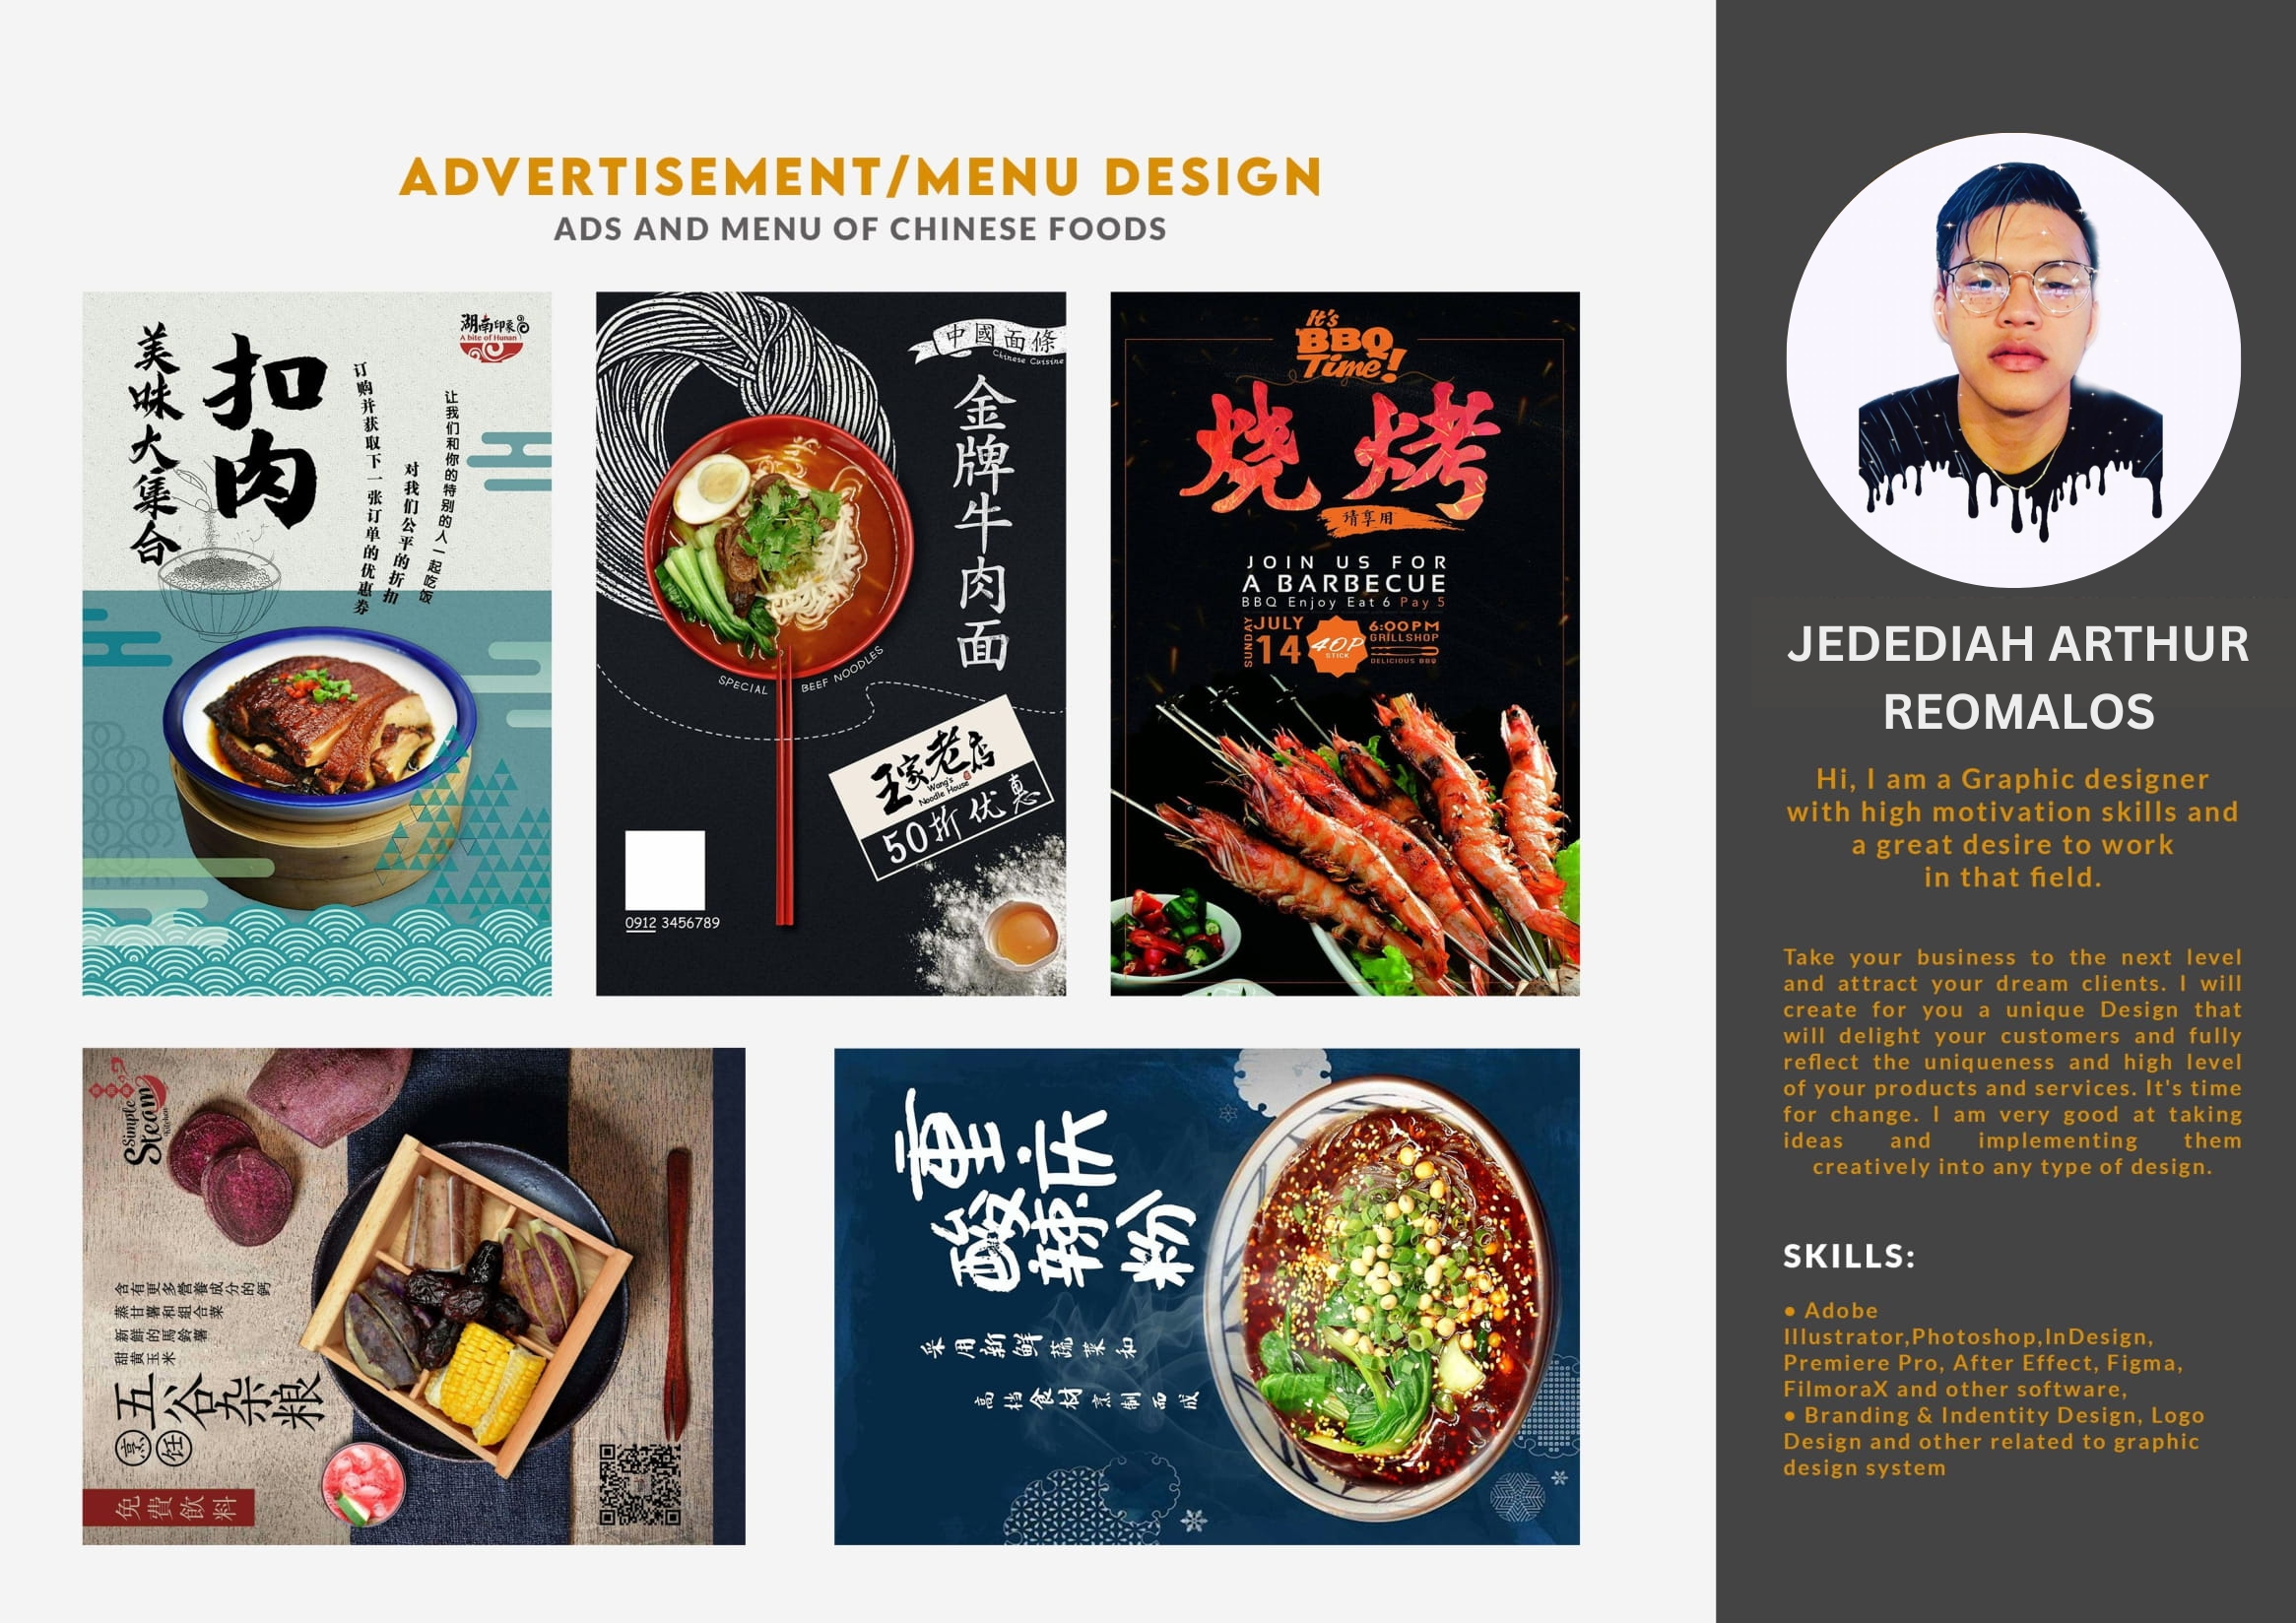 ADVERTISEMENT/MENU DESIGN
ADS AND MENU OF CHINESE FOODS
美味大集合
扣肉
订购并获取下一张订单的优惠券
对我们公平的折扣
让我们和你的特别的人一起吃饭
湖南印象
A bite of Hunan
中國面條
Chinese Cuisine
金牌牛肉面
SPECIAL BEEF NOODLES
王家老店
Wang's
Noodle House
50折优惠
0912 3456789
It's
BBQ
Time!
烧烤
请享用
JOIN US FOR
A BARBECUE
BBQ Enjoy Eat 6 Pay 5
SUNDAY
JULY
14
40P
STICK
6:00PM
GRILLSHOP
DELICIOUS BBQ
Simple
Steam
Kitchen
含有更多營養成分的鈣
蒸甘薯和組合菜
新鮮的馬鈴薯
甜黄玉米
五谷杂粮
烹饪
免費飲料
重庆
酸辣粉
采用新鲜蔬菜和
高档食材烹制而成
JEDEDIAH ARTHUR
REOMALOS
Hi, I am a Graphic designer
with high motivation skills and
a great desire to work
in that field.
Take your business to the next level
and attract your dream clients. I will
create for you a unique Design that
will delight your customers and fully
reflect the uniqueness and high level
of your products and services. It's time
for change. I am very good at taking
ideas and implementing them
creatively into any type of design.
SKILLS:
● Adobe
Illustrator,Photoshop,InDesign,
Premiere Pro, After Effect, Figma,
FilmoraX and other software,
● Branding & Indentity Design, Logo
Design and other related to graphic
design system